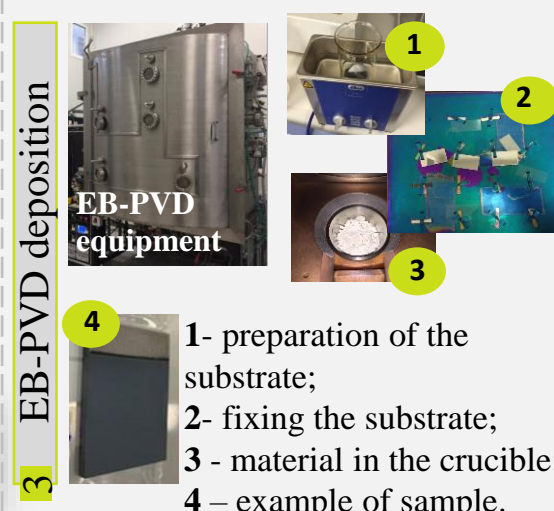 3 EB-PVD deposition
EB-PVD
equipment
1
2
3
4
1- preparation of the
substrate;
2- fixing the substrate;
3 - material in the crucible
4 – example of sample.